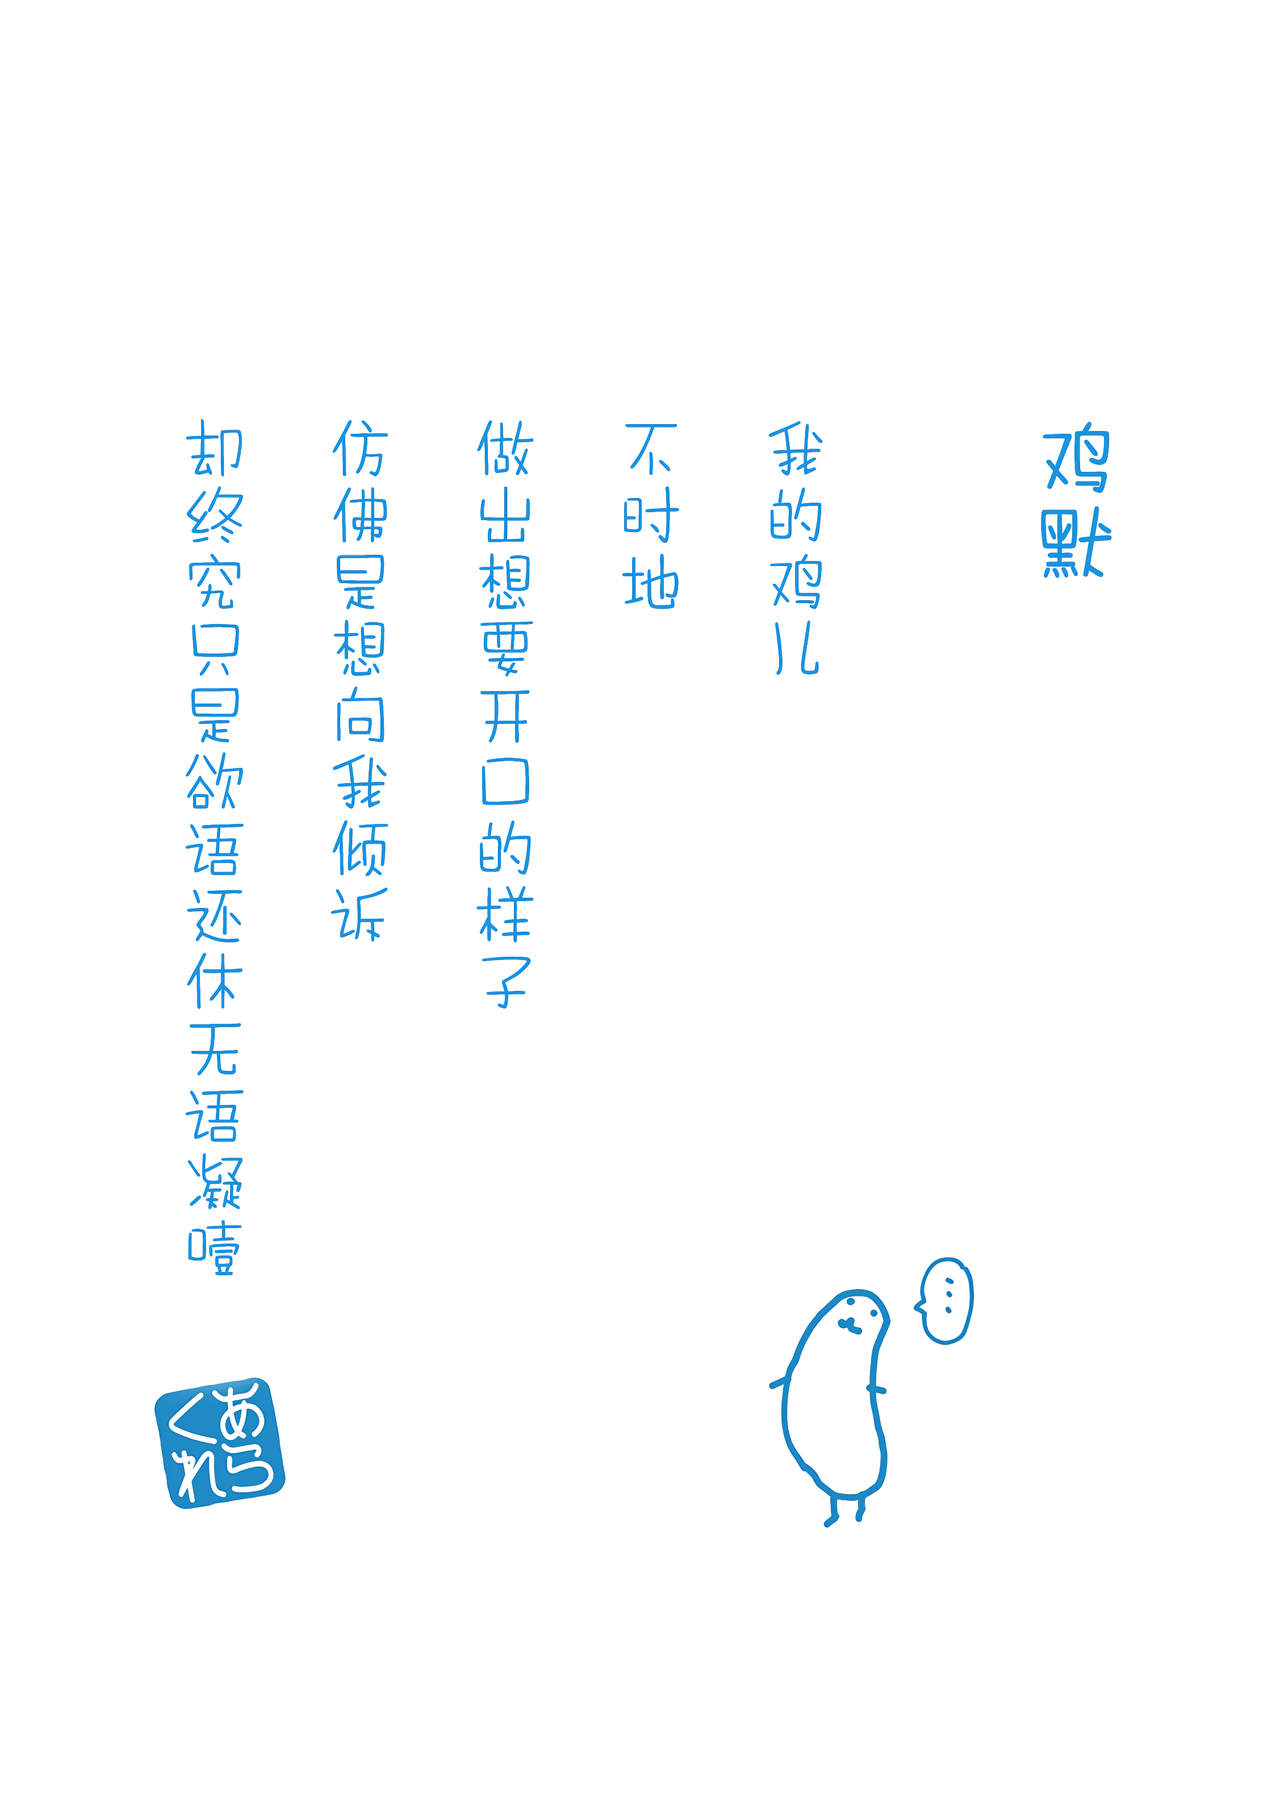 鸡默
我的鸡儿
不时地
做出想要开口的样子
仿佛是想向我倾诉
却终究只是欲语还休无语凝噎
…
あら
くれ